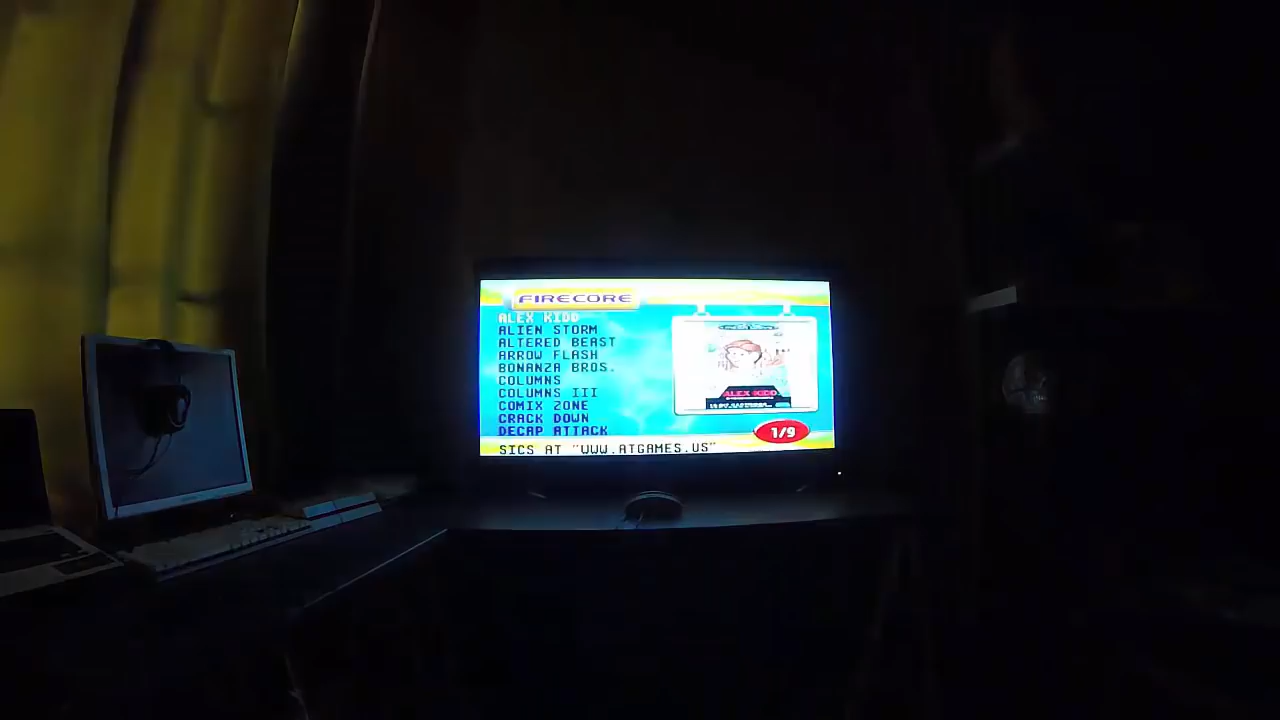 FIRECORE
ALEX KIDD
ALIEN STORM
ALTERED BEAST
ARROW FLASH
BONANZA BROS.
COLUMNS
COLUMNS III
COMIX ZONE
CRACK DOWN
DECAP ATTACK
ALEX KIDD
1/9
SICS AT "WWW.ATGAMES.US"